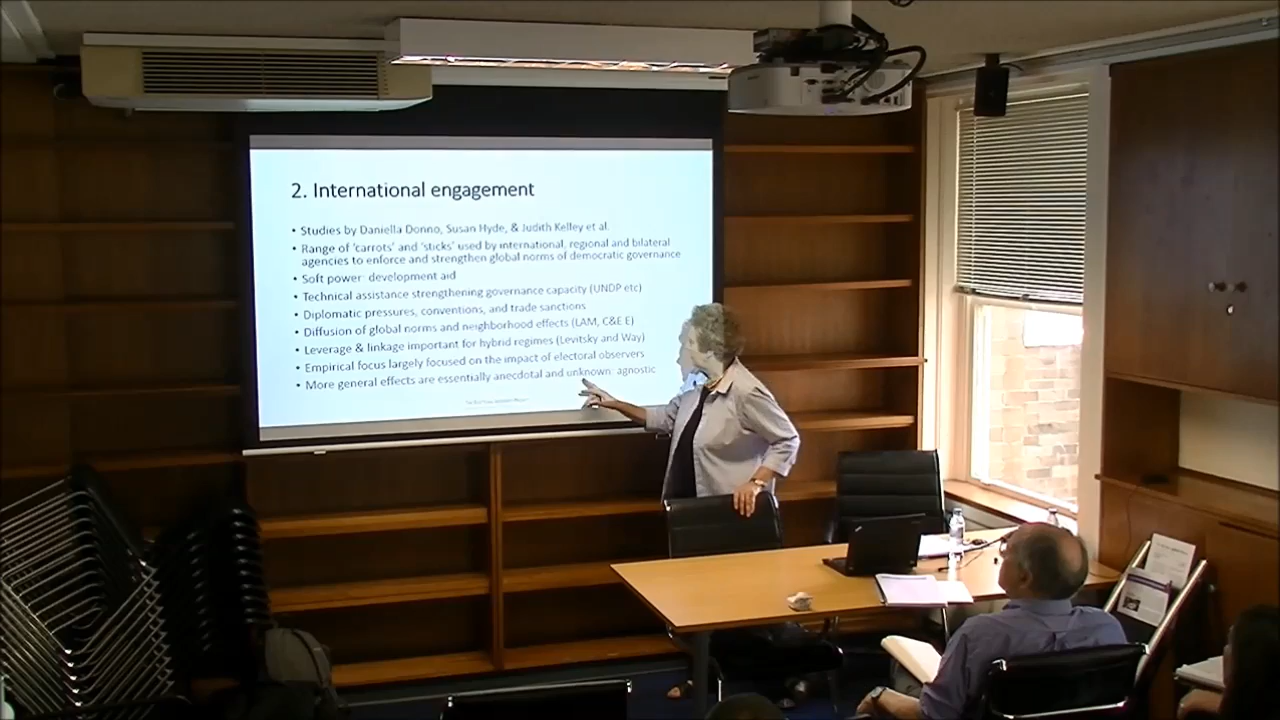 2. International engagement
• Studies by Daniella Donno, Susan Hyde, & Judith Kelley et al.
• Range of 'carrots' and 'sticks' used by international, regional and bilateral
agencies to enforce and strengthen global norms of democratic governance
• Soft power: development aid
• Technical assistance strengthening governance capacity (UNDP etc)
• Diplomatic pressures, conventions, and trade sanctions
• Diffusion of global norms and neighborhood effects (LAM, C&E E)
• Leverage & linkage important for hybrid regimes (Levitsky and Way)
• Empirical focus largely focused on the impact of electoral observers
• More general effects are essentially anecdotal and unknown: agnostic